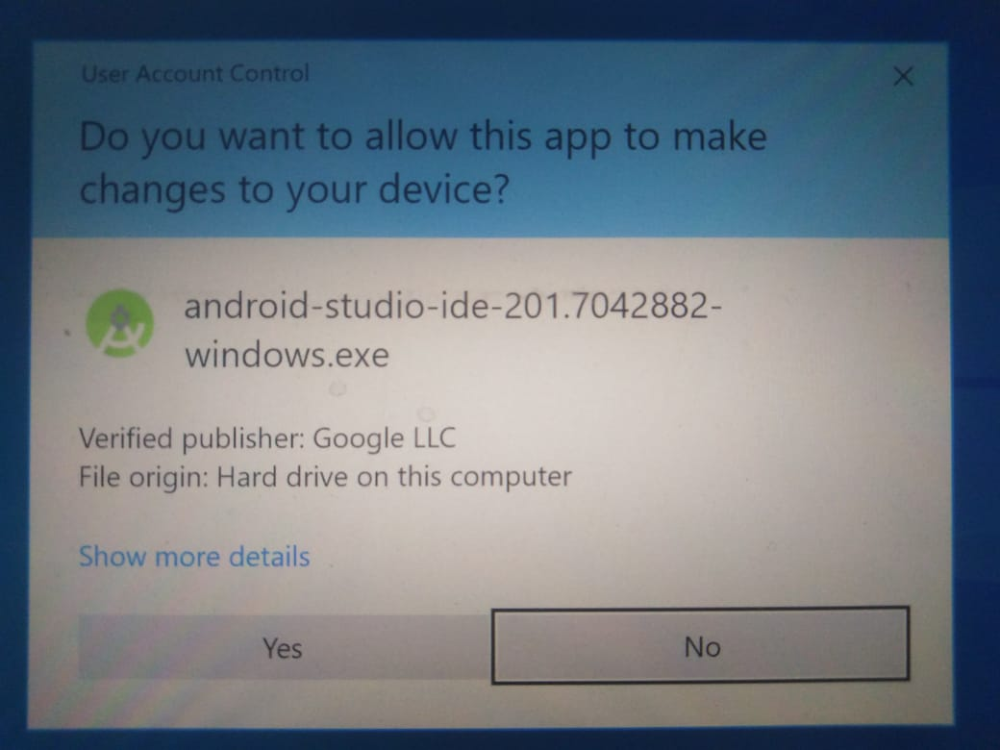 User Account Control
Do you want to allow this app to make
changes to your device?
android-studio-ide-201.7042882-
windows.exe
Verified publisher: Google LLC
File origin: Hard drive on this computer
Show more details
Yes
No